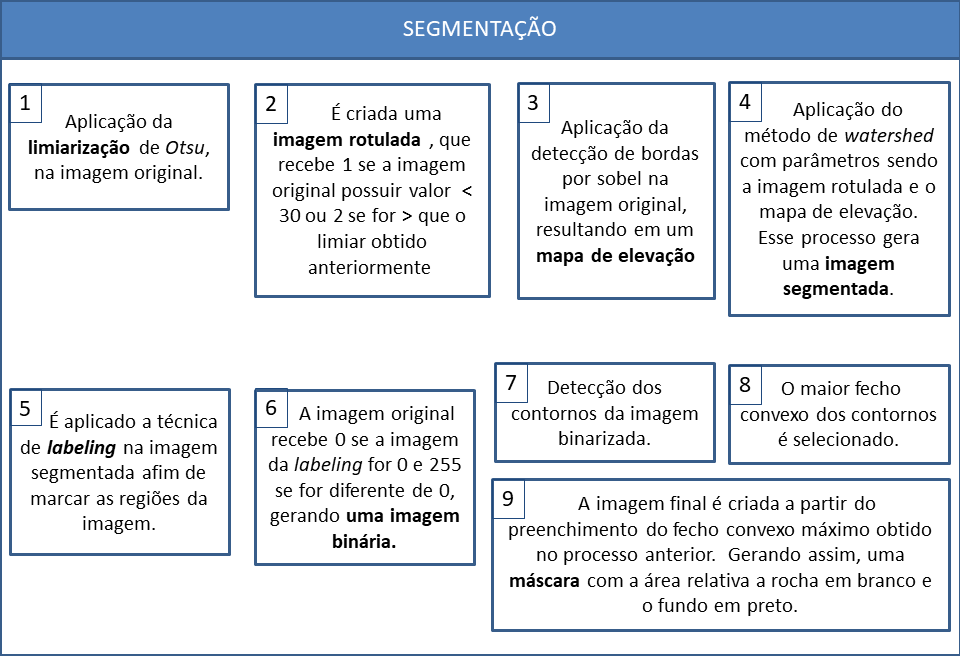 SEGMENTAÇÃO
1
Aplicação da
limiarização de Otsu,
na imagem original.
2
É criada uma
imagem rotulada , que
recebe 1 se a imagem
original possuir valor <
30 ou 2 se for > que o
limiar obtido
anteriormente
3
Aplicação da
detecção de bordas
por sobel na
imagem original,
resultando em um
mapa de elevação
4
Aplicação do
método de watershed
com parâmetros sendo
a imagem rotulada e o
mapa de elevação.
Esse processo gera
uma imagem
segmentada.
5
É aplicado a técnica
de labeling na imagem
segmentada afim de
marcar as regiões da
imagem.
6
A imagem original
recebe 0 se a imagem
da labeling for 0 e 255
se for diferente de 0,
gerando uma imagem
binária.
7
Detecção dos
contornos da imagem
binarizada.
8
O maior fecho
convexo dos contornos
é selecionado.
9
A imagem final é criada a partir do
preenchimento do fecho convexo máximo obtido
no processo anterior. Gerando assim, uma
máscara com a área relativa a rocha em branco e
o fundo em preto.